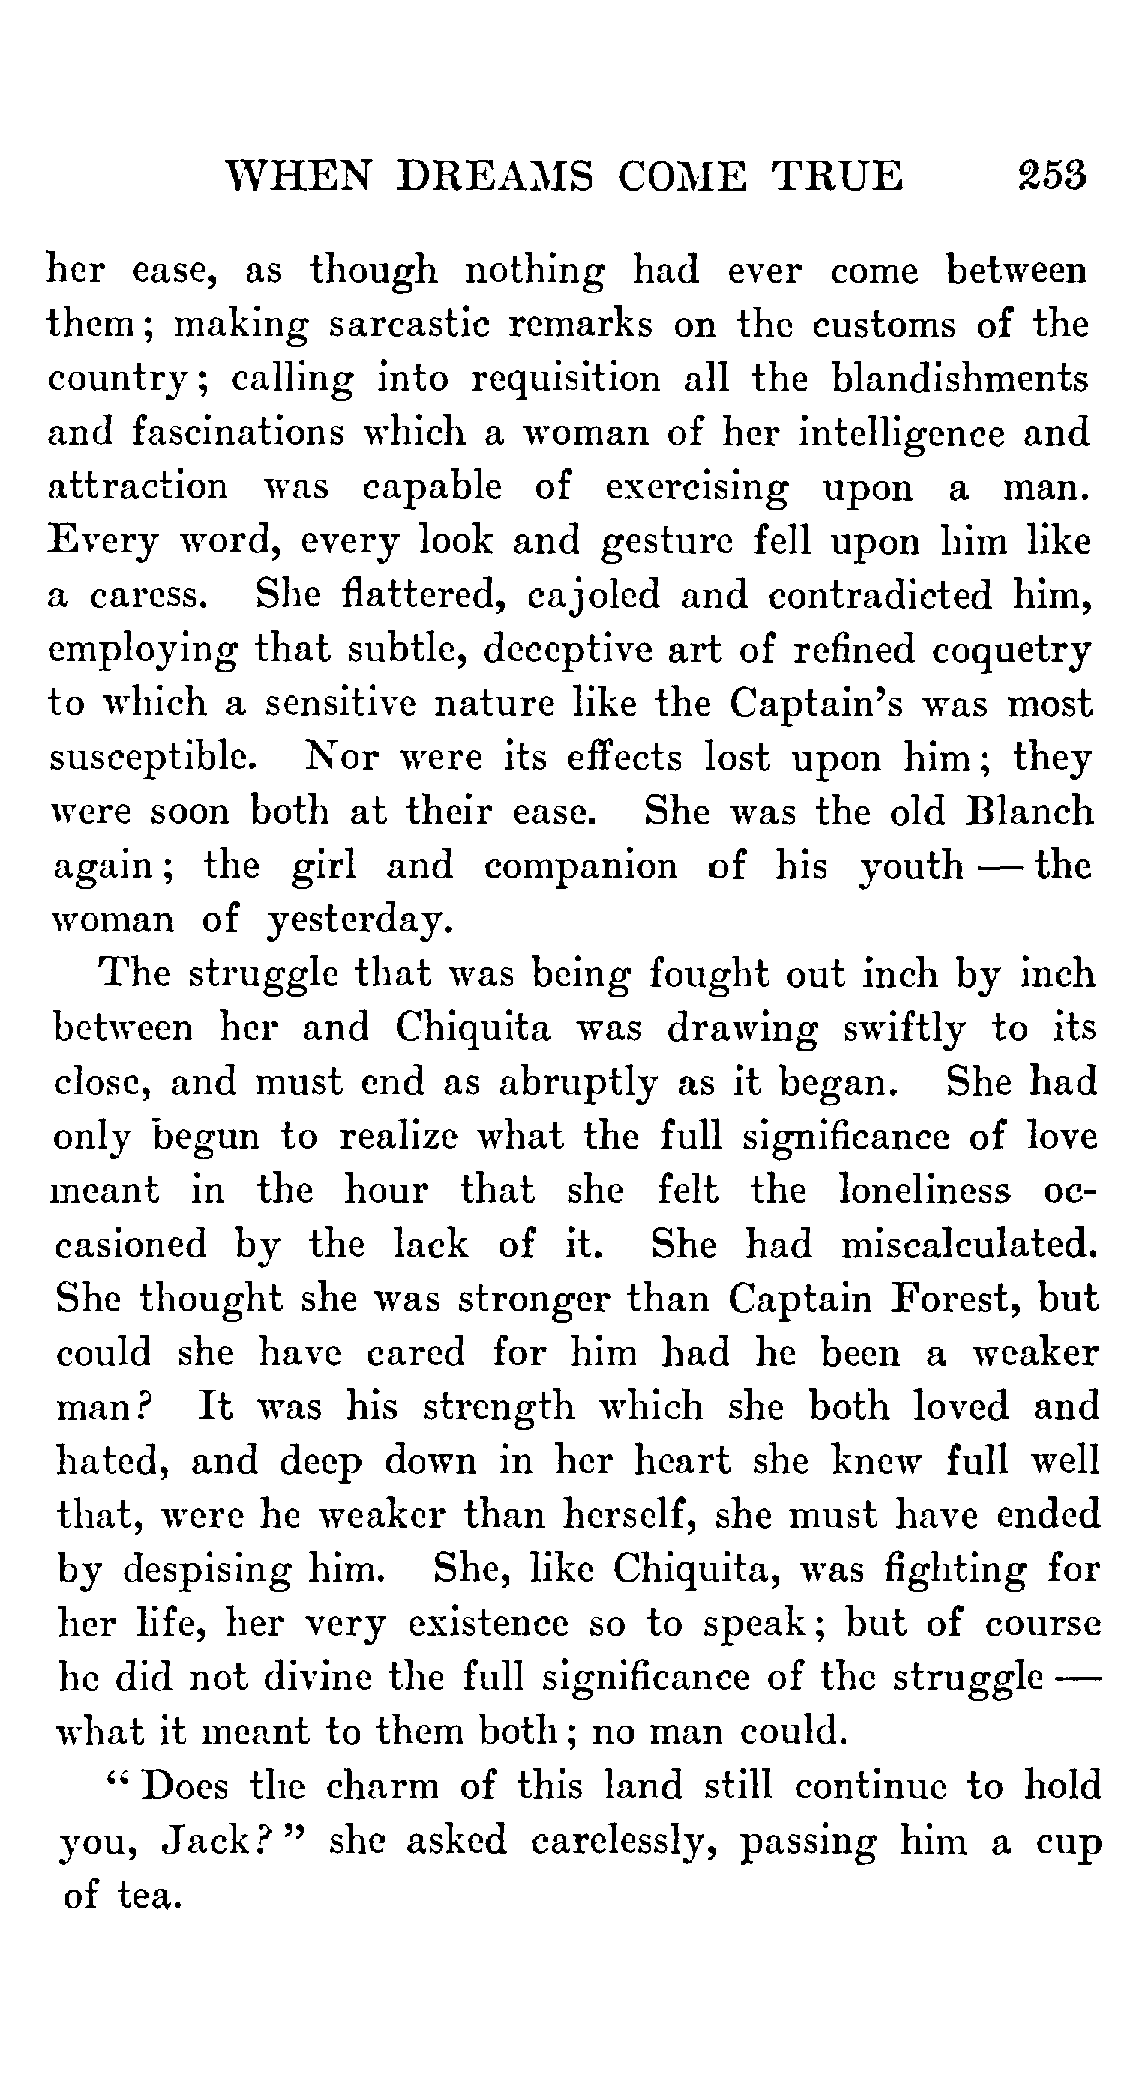 WHEN DREAMS COME TRUE 253
her ease, as though nothing had ever come between
them; making sarcastic remarks on the customs of the
country; calling into requisition all the blandishments
and fascinations which a woman of her intelligence and
attraction was capable of exercising upon a man.
Every word, every look and gesture fell upon him like
a caress. She flattered, cajoled and contradicted him,
employing that subtle, deceptive art of refined coquetry
to which a sensitive nature like the Captain's was most
susceptible. Nor were its effects lost upon him; they
were soon both at their ease. She was the old Blanch
again; the girl and companion of his youth — the
woman of yesterday.
The struggle that was being fought out inch by inch
between her and Chiquita was drawing swiftly to its
close, and must end as abruptly as it began. She had
only begun to realize what the full significance of love
meant in the hour that she felt the loneliness oc-
casioned by the lack of it. She had miscalculated.
She thought she was stronger than Captain Forest, but
could she have cared for him had he been a weaker
man? It was his strength which she both loved and
hated, and deep down in her heart she knew full well
that, were he weaker than herself, she must have ended
by despising him. She, like Chiquita, was fighting for
her life, her very existence so to speak; but of course
he did not divine the full significance of the struggle —
what it meant to them both; no man could.
"Does the charm of this land still continue to hold
you, Jack?" she asked carelessly, passing him a cup
of tea.